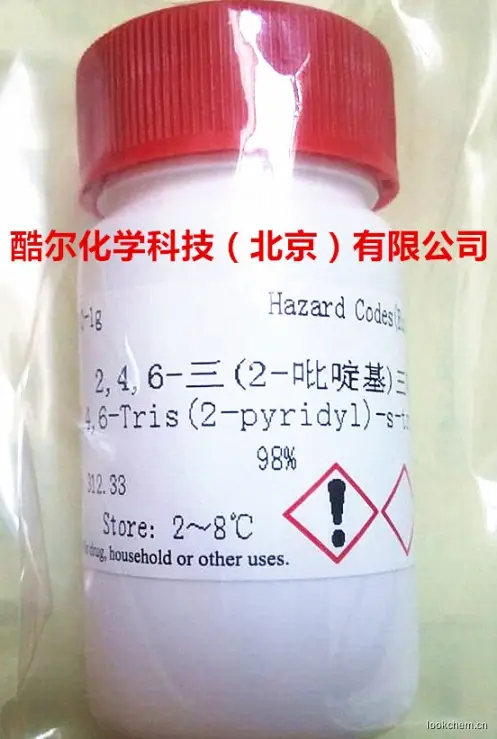 酷尔化学科技（北京）有限公司
-1g
Hazard Codes
2,4,6-三(2-吡啶基)三
4,6-Tris(2-pyridyl)-s-t
98%
312.33
Store: 2～8℃
drug, household or other uses.
lookchem.cn